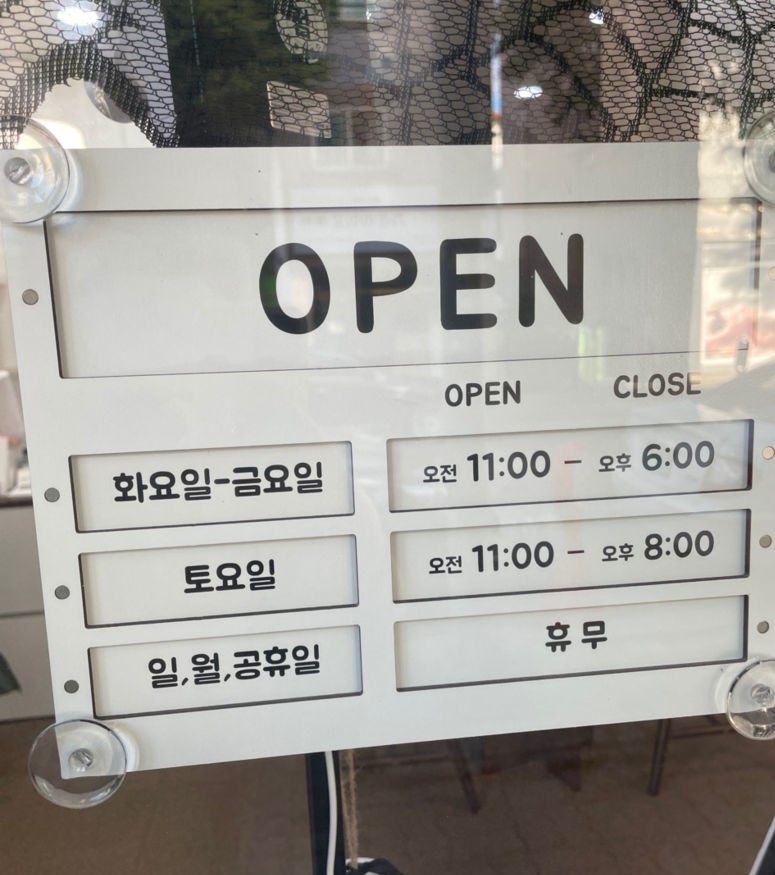 OPEN
OPEN CLOSE
화요일-금요일 오전 11:00 - 오후 6:00
토요일 오전 11:00 - 오후 8:00
일,월,공휴일 휴무